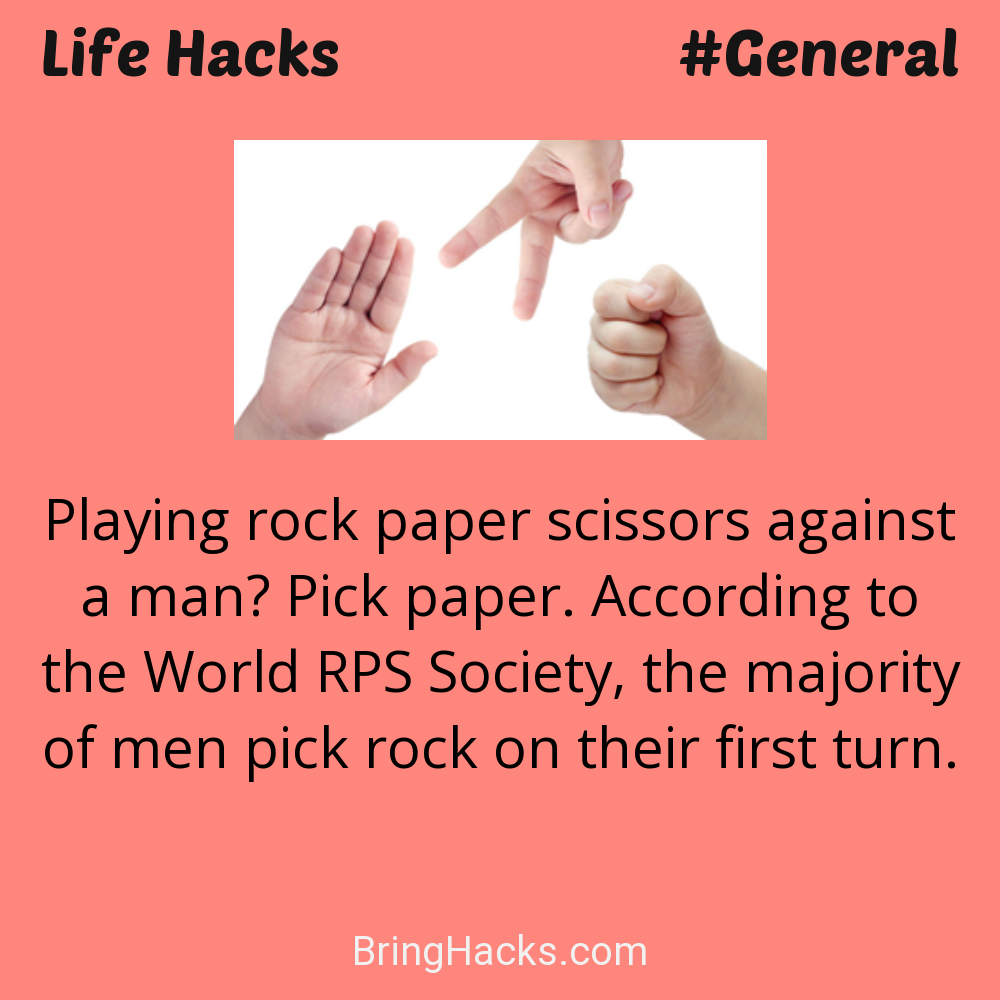 Life Hacks #General
Playing rock paper scissors against
a man? Pick paper. According to
the World RPS Society, the majority
of men pick rock on their first turn.
BringHacks.com